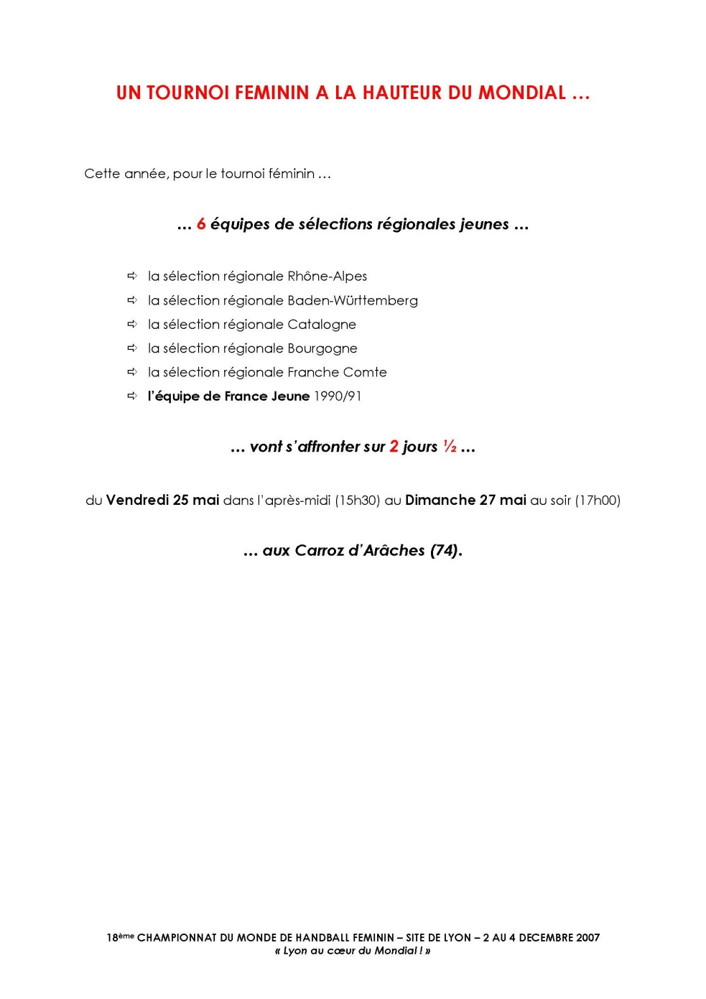 UN TOURNOI FEMININ A LA HAUTEUR DU MONDIAL …
Cette année, pour le tournoi féminin …
… 6 équipes de sélections régionales jeunes …
⇨ la sélection régionale Rhône-Alpes
⇨ la sélection régionale Baden-Württemberg
⇨ la sélection régionale Catalogne
⇨ la sélection régionale Bourgogne
⇨ la sélection régionale Franche Comte
⇨ l’équipe de France Jeune 1990/91
… vont s’affronter sur 2 jours ½ …
du Vendredi 25 mai dans l’après-midi (15h30) au Dimanche 27 mai au soir (17h00)
… aux Carroz d’Arâches (74).
18ème CHAMPIONNAT DU MONDE DE HANDBALL FEMININ – SITE DE LYON – 2 AU 4 DECEMBRE 2007
« Lyon au cœur du Mondial ! »